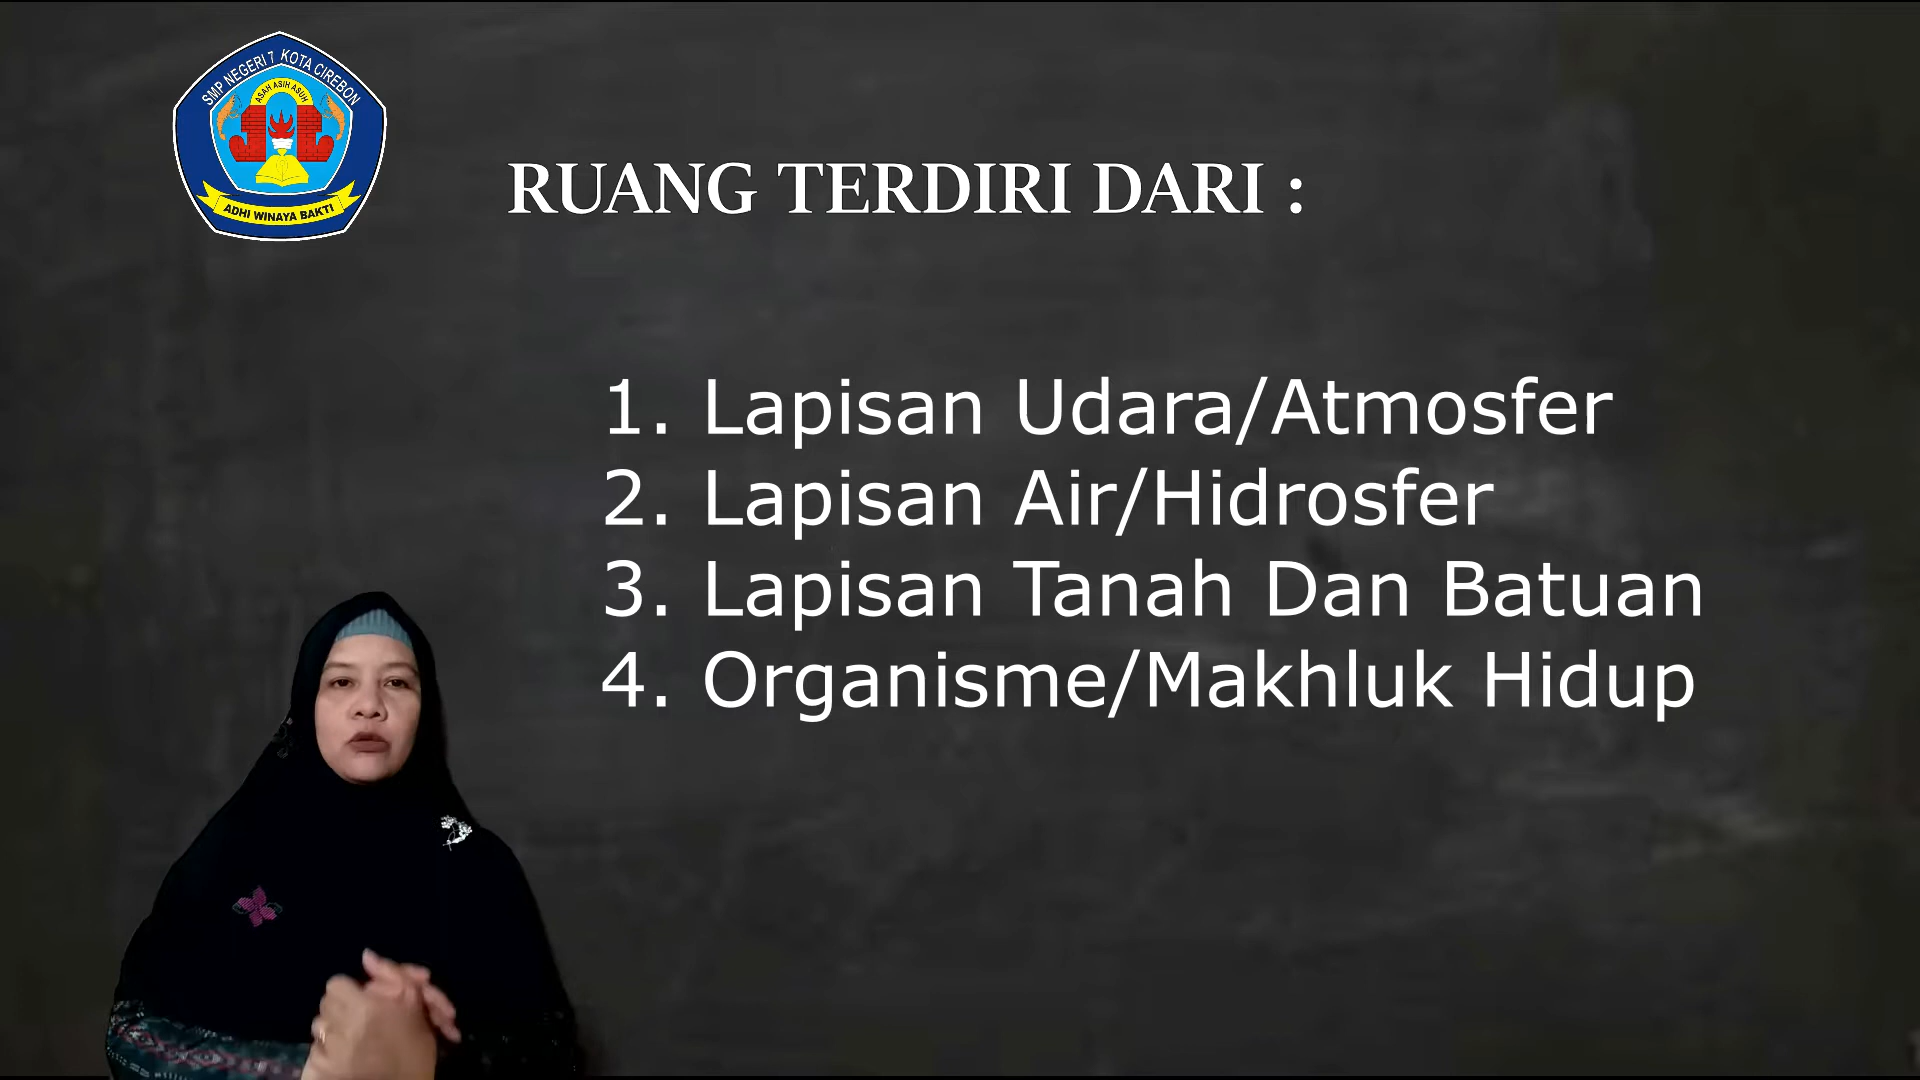 SMP NEGERI 7 KOTA CIREBON
ASAH ASIH ASUH
ADHI WINAYA BAKTI
RUANG TERDIRI DARI :
1. Lapisan Udara/Atmosfer
2. Lapisan Air/Hidrosfer
3. Lapisan Tanah Dan Batuan
4. Organisme/Makhluk Hidup